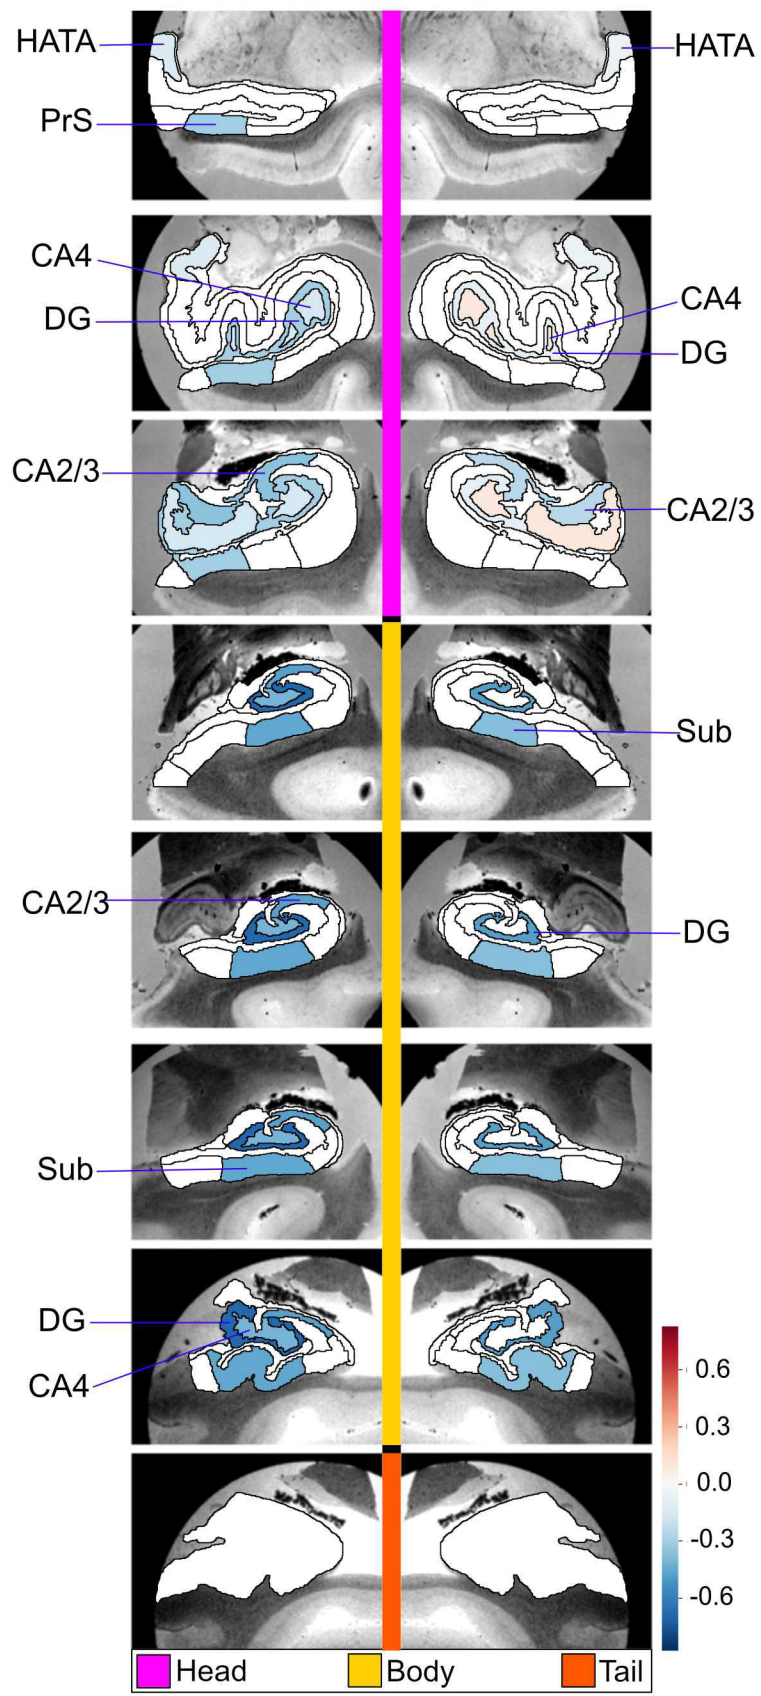 HATA HATA
PrS
CA4
DG
CA4
DG
CA2/3
CA2/3
Sub
CA2/3
DG
Sub
DG
CA4
0.6
0.3
0.0
-0.3
-0.6
Head Body Tail